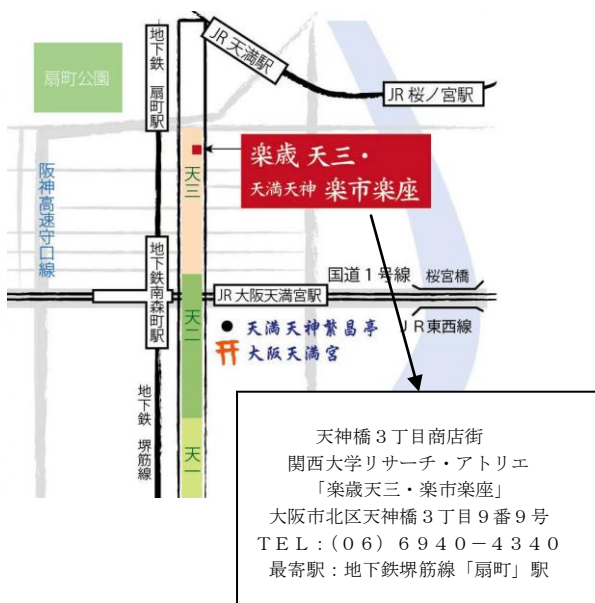 地下鉄 扇町駅
JR 天満駅
扇町公園
JR 桜ノ宮駅
楽歳 天三・
天満天神 楽市楽座
天三
阪神高速守口線
地下鉄南森町駅
国道1号線
桜宮橋
JR 大阪天満宮駅
天二
天満天神繁昌亭
JR東西線
大阪天満宮
地下鉄 堺筋線
天一
天神橋3丁目商店街
関西大学リサーチ・アトリエ
「楽歳天三・楽市楽座」
大阪市北区天神橋3丁目9番9号
TEL:(06)6940-4340
最寄駅:地下鉄堺筋線「扇町」駅